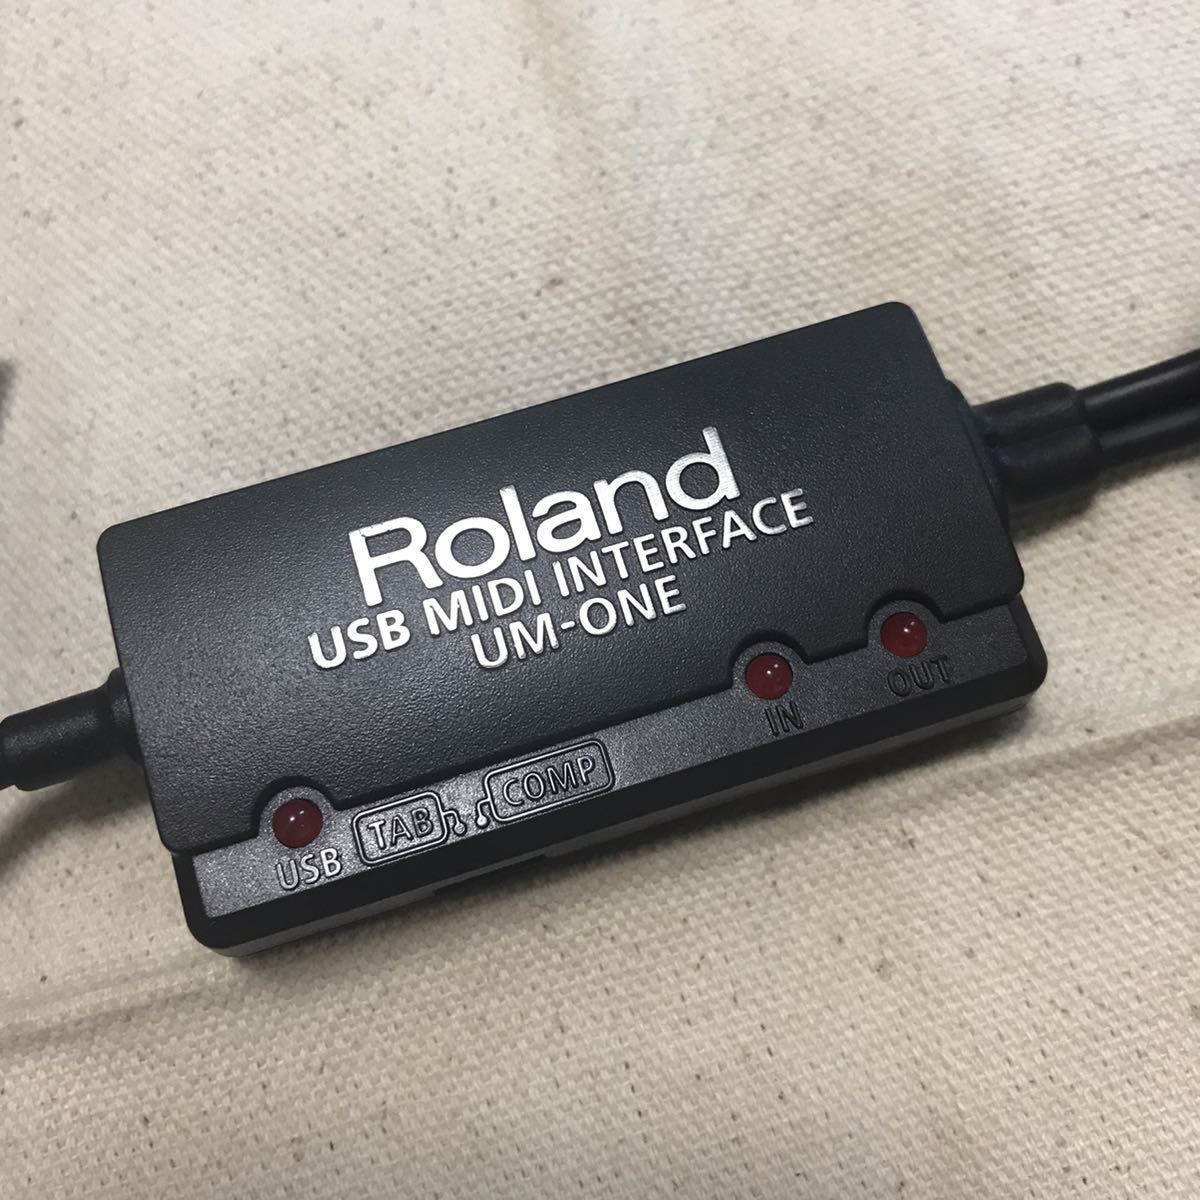 Roland
USB MIDI INTERFACE
UM-ONE
USB TAB COMP IN OUT